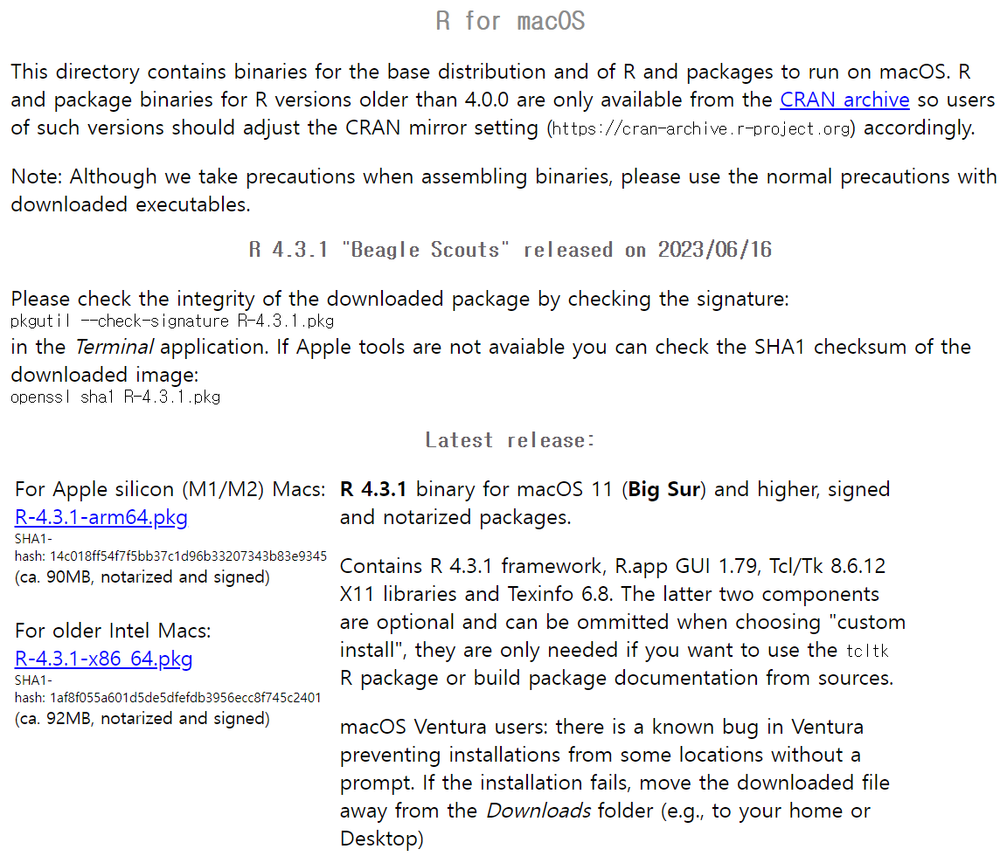 R for macOS
This directory contains binaries for the base distribution and of R and packages to run on macOS. R
and package binaries for R versions older than 4.0.0 are only available from the CRAN archive so users
of such versions should adjust the CRAN mirror setting (https://cran-archive.r-project.org) accordingly.
Note: Although we take precautions when assembling binaries, please use the normal precautions with
downloaded executables.
R 4.3.1 "Beagle Scouts" released on 2023/06/16
Please check the integrity of the downloaded package by checking the signature:
pkgutil --check-signature R-4.3.1.pkg
in the Terminal application. If Apple tools are not avaiable you can check the SHA1 checksum of the
downloaded image:
openssl sha1 R-4.3.1.pkg
Latest release:
For Apple silicon (M1/M2) Macs:
R-4.3.1-arm64.pkg
SHA1-
hash: 14c018ff54f7f5bb37c1d96b33207343b83e9345
(ca. 90MB, notarized and signed)
For older Intel Macs:
R-4.3.1-x86_64.pkg
SHA1-
hash: 1af8f055a601d5de5dfefdb3956ecc8f745c2401
(ca. 92MB, notarized and signed)
R 4.3.1 binary for macOS 11 (Big Sur) and higher, signed
and notarized packages.
Contains R 4.3.1 framework, R.app GUI 1.79, Tcl/Tk 8.6.12
X11 libraries and Texinfo 6.8. The latter two components
are optional and can be ommitted when choosing "custom
install", they are only needed if you want to use the tcltk
R package or build package documentation from sources.
macOS Ventura users: there is a known bug in Ventura
preventing installations from some locations without a
prompt. If the installation fails, move the downloaded file
away from the Downloads folder (e.g., to your home or
Desktop)